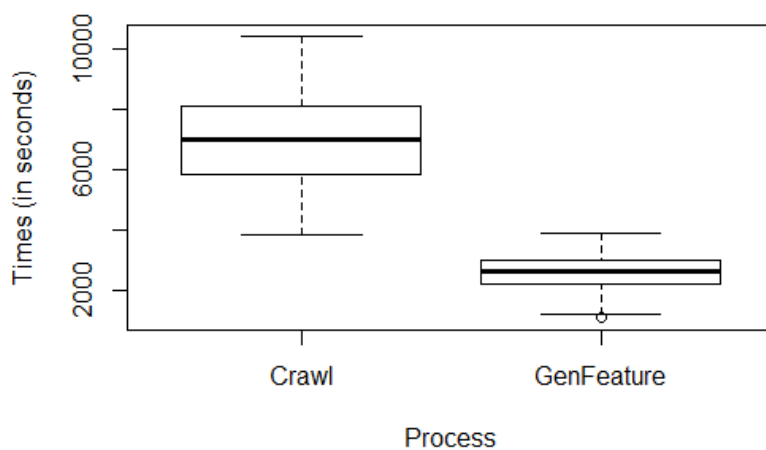 Times (in seconds)
10000
6000
2000
Crawl GenFeature
Process